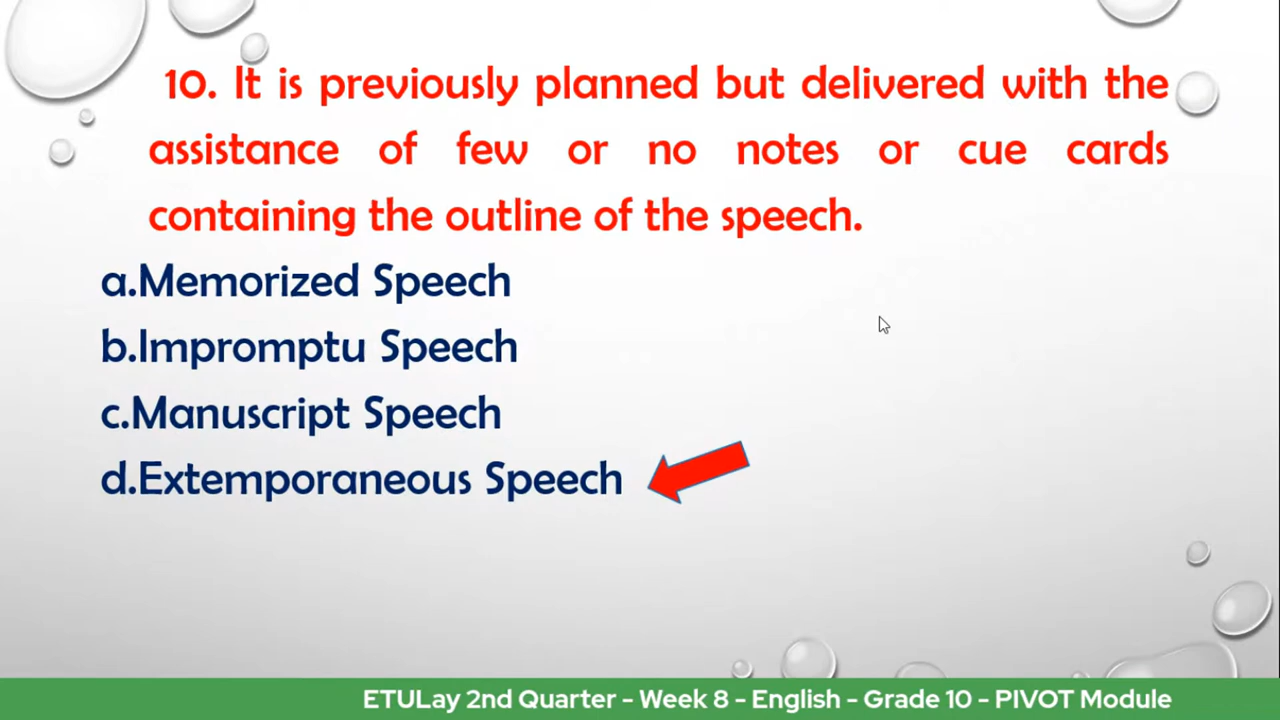 10. It is previously planned but delivered with the
assistance of few or no notes or cue cards
containing the outline of the speech.
a.Memorized Speech
b.Impromptu Speech
c.Manuscript Speech
d.Extemporaneous Speech
ETULay 2nd Quarter - Week 8 - English - Grade 10 - PIVOT Module